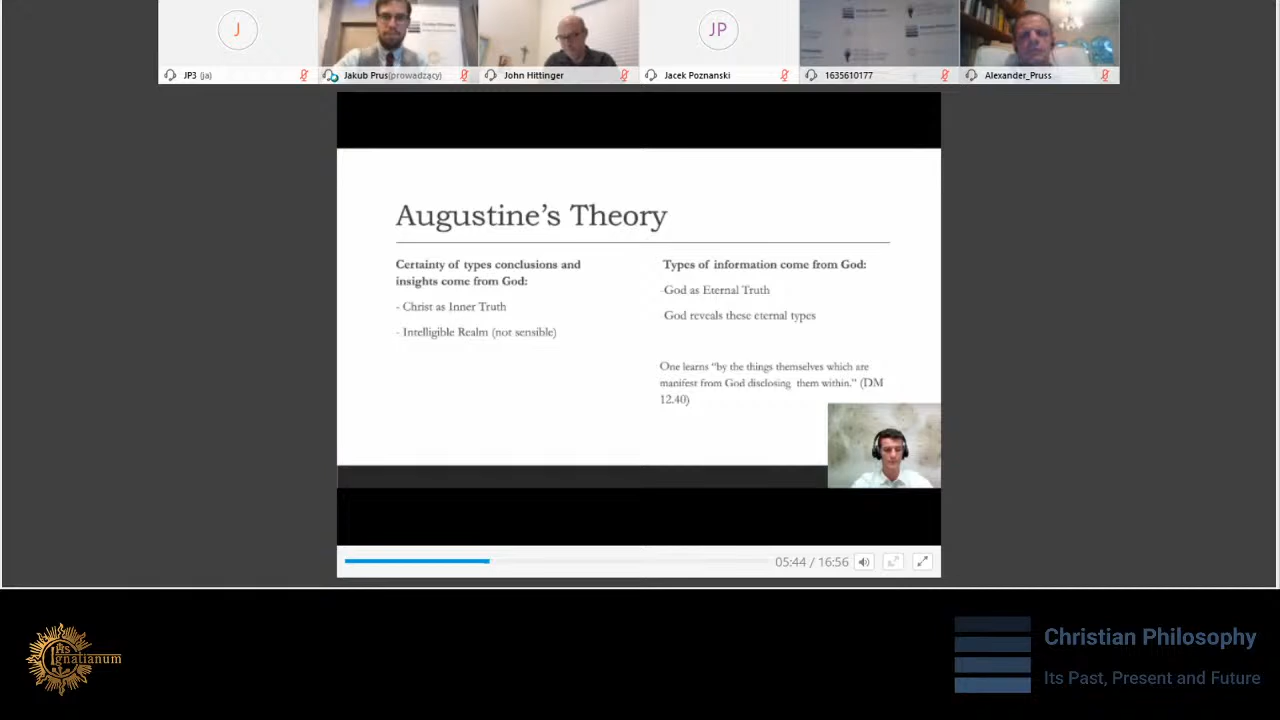 J
JP
JP3 (ja)
Jakub Prus(prowadzący)
John Hittinger
Jacek Poznanski
1635610177
Alexander_Pruss
Augustine's Theory
Certainty of types conclusions and
insights come from God:
- Christ as Inner Truth
- Intelligible Realm (not sensible)
Types of information come from God:
-God as Eternal Truth
God reveals these eternal types
One learns “by the things themselves which are
manifest from God disclosing them within.” (DM
12.40)
05:44 / 16:56
Ignatianum
Christian Philosophy
Its Past, Present and Future